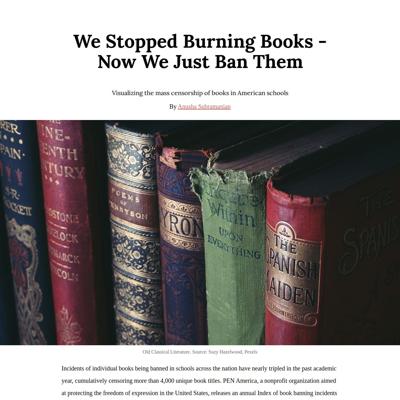 We Stopped Burning Books -
Now We Just Ban Them
Visualizing the mass censorship of books in American schools
By Anusha Subramanian
NINE-
ENTH
CENTURY
POEMS
OF
TENNYSON
BYRON
Within
UPON
EVERYTHING
THE
SPANISH
MAIDEN
THE
SPANISH
Old Classical Literature. Source: Suzy Hazelwood, Pexels
Incidents of individual books being banned in schools across the nation have nearly tripled in the past academic
year, cumulatively censoring more than 4,000 unique book titles. PEN America, a nonprofit organization aimed
at protecting the freedom of expression in the United States, releases an annual Index of book banning incidents